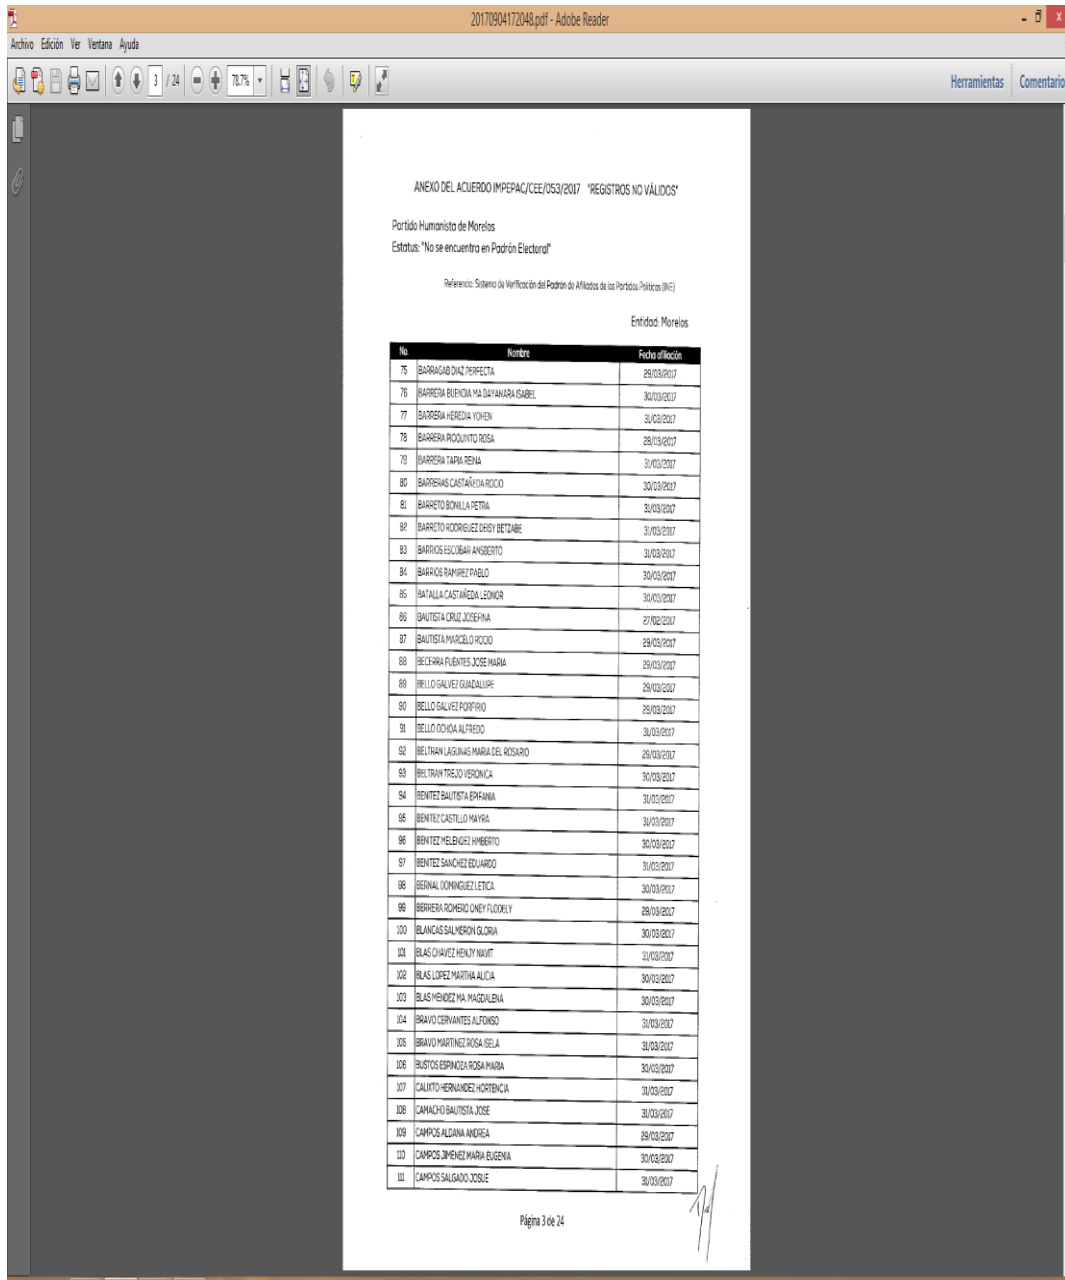 20170904172048.pdf - Adobe Reader
Archivo Edición Ver Ventana Ayuda
3 / 24 78.7% Herramientas Comentario
ANEXO DEL ACUERDO IMPEPAC/CEE/053/2017 "REGISTROS NO VÁLIDOS"
Partido Humanista de Morelos
Estatus: "No se encuentra en Padrón Electoral"
Referencia: Sistema de Verificación del Padrón de Afiliados de los Partidos Políticos (INE)
Entidad: Morelos
No. Nombre Fecha afiliación
75 BARRAGAB DIAZ PERFECTA 29/03/2017
76 BARRERA BUENDIA MA DAYANARA ISABEL 30/03/2017
77 BARRERA HEREDIA YOHEN 31/03/2017
78 BARRERA PIOQUINTO ROSA 28/03/2017
79 BARRERA TAPIA REINA 31/03/2017
80 BARRERAS CASTAÑEDA ROCIO 30/03/2017
81 BARRETO BONILLA PETRA 31/03/2017
82 BARRETO RODRIGUEZ DEISY BETZABE 31/03/2017
83 BARRIOS ESCOBAR ANSBERTO 31/03/2017
84 BARRIOS RAMIREZ PABLO 30/03/2017
85 BATALLA CASTAÑEDA LEONOR 30/03/2017
86 BAUTISTA CRUZ JOSEFINA 27/02/2017
87 BAUTISTA MARCELO ROCIO 29/03/2017
88 BECERRA FUENTES JOSE MARIA 29/03/2017
89 BELLO GALVEZ GUADALUPE 29/03/2017
90 BELLO GALVEZ PORFIRIO 29/03/2017
91 BELLO OCHOA ALFREDO 31/03/2017
92 BELTRAN LAGUNAS MARIA DEL ROSARIO 29/03/2017
93 BELTRAN TREJO VERONICA 30/03/2017
94 BENITEZ BAUTISTA EPIFANIA 31/03/2017
95 BENITEZ CASTILLO MAYRA 31/03/2017
96 BENITEZ MELENDEZ HMBERTO 30/03/2017
97 BENITEZ SANCHEZ EDUARDO 31/03/2017
98 BERNAL DOMINGUEZ LETICA 30/03/2017
99 BERRERA ROMERO ONEY FLODELY 29/03/2017
100 BLANCAS SALMERON GLORIA 30/03/2017
101 BLAS CHAVEZ HENJY NAVIT 31/03/2017
102 BLAS LOPEZ MARTHA ALICIA 30/03/2017
103 BLAS MENDEZ MA. MAGDALENA 30/03/2017
104 BRAVO CERVANTES ALFONSO 31/03/2017
105 BRAVO MARTINEZ ROSA ISELA 31/03/2017
106 BUSTOS ESPINOZA ROSA MARIA 30/03/2017
107 CALIXTO HERNANDEZ HORTENCIA 31/03/2017
108 CAMACHO BAUTISTA JOSE 31/03/2017
109 CAMPOS ALDANA ANDREA 29/03/2017
110 CAMPOS JIMENEZ MARIA EUGENIA 30/03/2017
111 CAMPOS SALGADO JOSUE 31/03/2017
Página 3 de 24